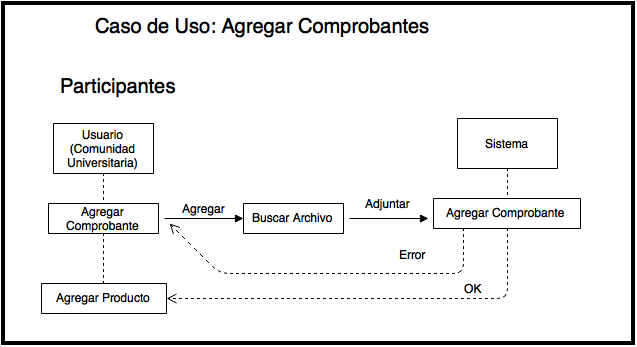 Caso de Uso: Agregar Comprobantes
Participantes
Usuario
(Comunidad
Universitaria)
Sistema
Agregar
Comprobante
Agregar
Buscar Archivo
Adjuntar
Agregar Comprobante
Error
OK
Agregar Producto